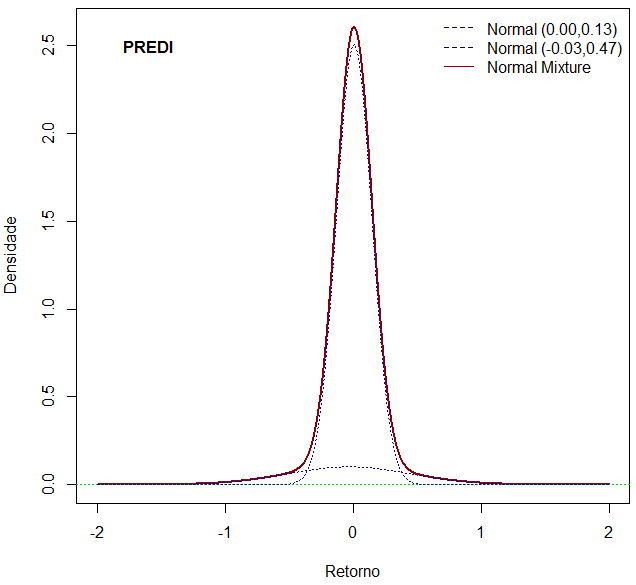 PREDI
Normal (0.00,0.13)
Normal (-0.03,0.47)
Normal Mixture
Densidade
2.5
2.0
1.5
1.0
0.5
0.0
-2 -1 0 1 2
Retorno